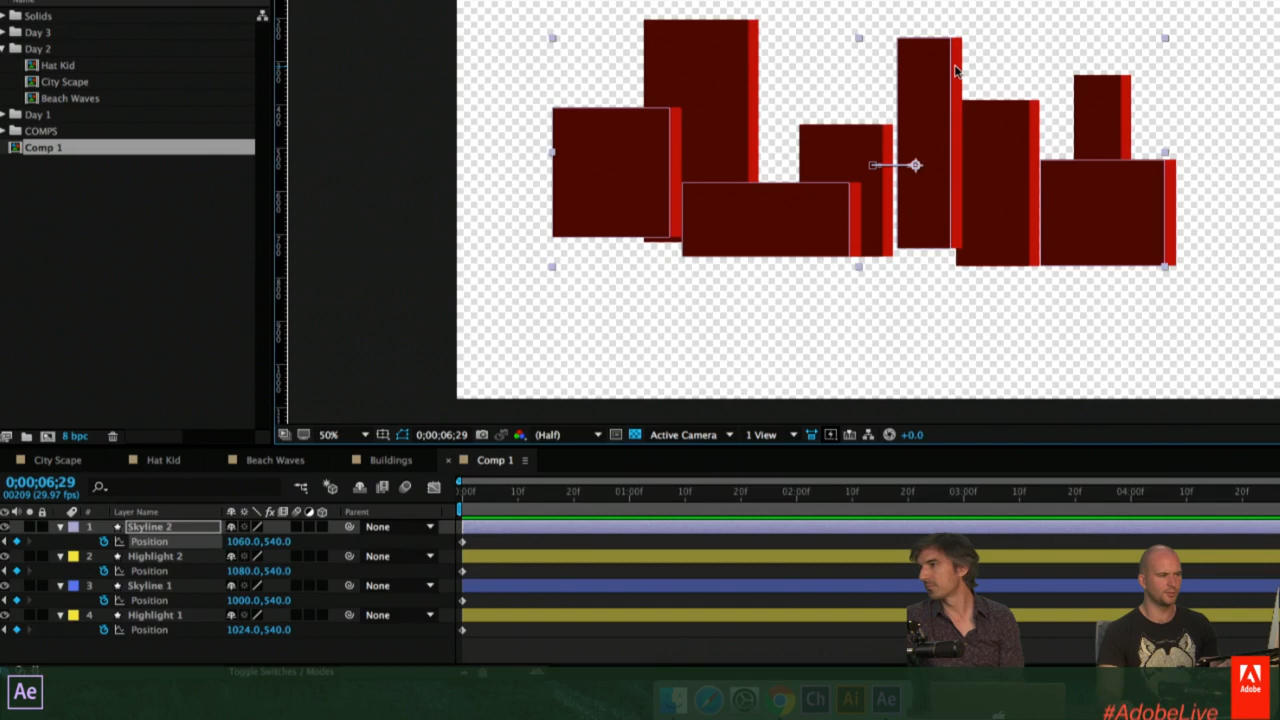 Solids
Day 3
Day 2
Hat Kid
City Scape
Beach Waves
Day 1
COMPS
Comp 1
8 bpc
50%
0;00;06;29
(Half)
Active Camera
1 View
+0.0
City Scape
Hat Kid
Beach Waves
Buildings
Comp 1
0;00;06;29
00209 (29.97 fps)
:00f 10f 20f 01:00f 10f 20f 02:00f 10f 20f 03:00f 10f 20f 04:00f 10f 20f
# Layer Name Parent
1 Skyline 2 None
Position 1060.0,540.0
2 Highlight 2 None
Position 1080.0,540.0
3 Skyline 1 None
Position 1000.0,540.0
4 Highlight 1 None
Position 1024.0,540.0
Toggle Switches / Modes
Ae
Ch Ai Ae
Adobe
#AdobeLive